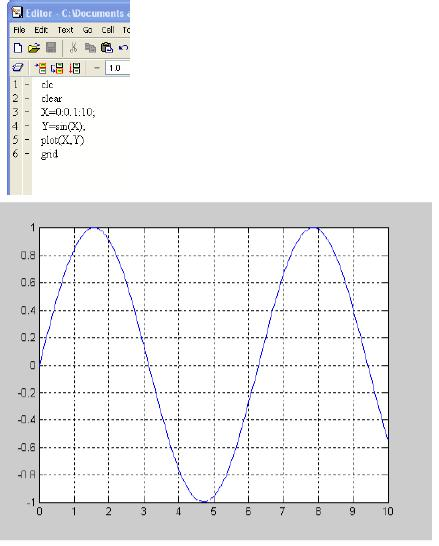 Editor - C:\Documents a
File Edit Text Go Cell To
1.0
1 - clc
2 - clear
3 - X=0:0.1:10;
4 - Y=sin(X);
5 - plot(X,Y)
6 - grid
1
0.8
0.6
0.4
0.2
0
-0.2
-0.4
-0.6
-0.8
-1
0 1 2 3 4 5 6 7 8 9 10